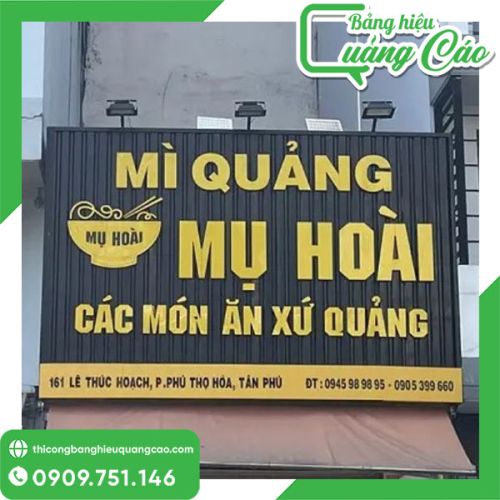 Bảng hiệu
Quảng Cáo
MÌ QUẢNG
MỤ HOÀI
MỤ HOÀI
CÁC MÓN ĂN XỨ QUẢNG
161 LÊ THÚC HOẠCH, P.PHÚ THỌ HÒA, TÂN PHÚ ĐT: 0945 98 98 95 - 0905 399 660
thicongbanghieuquangcao.com
0909.751.146